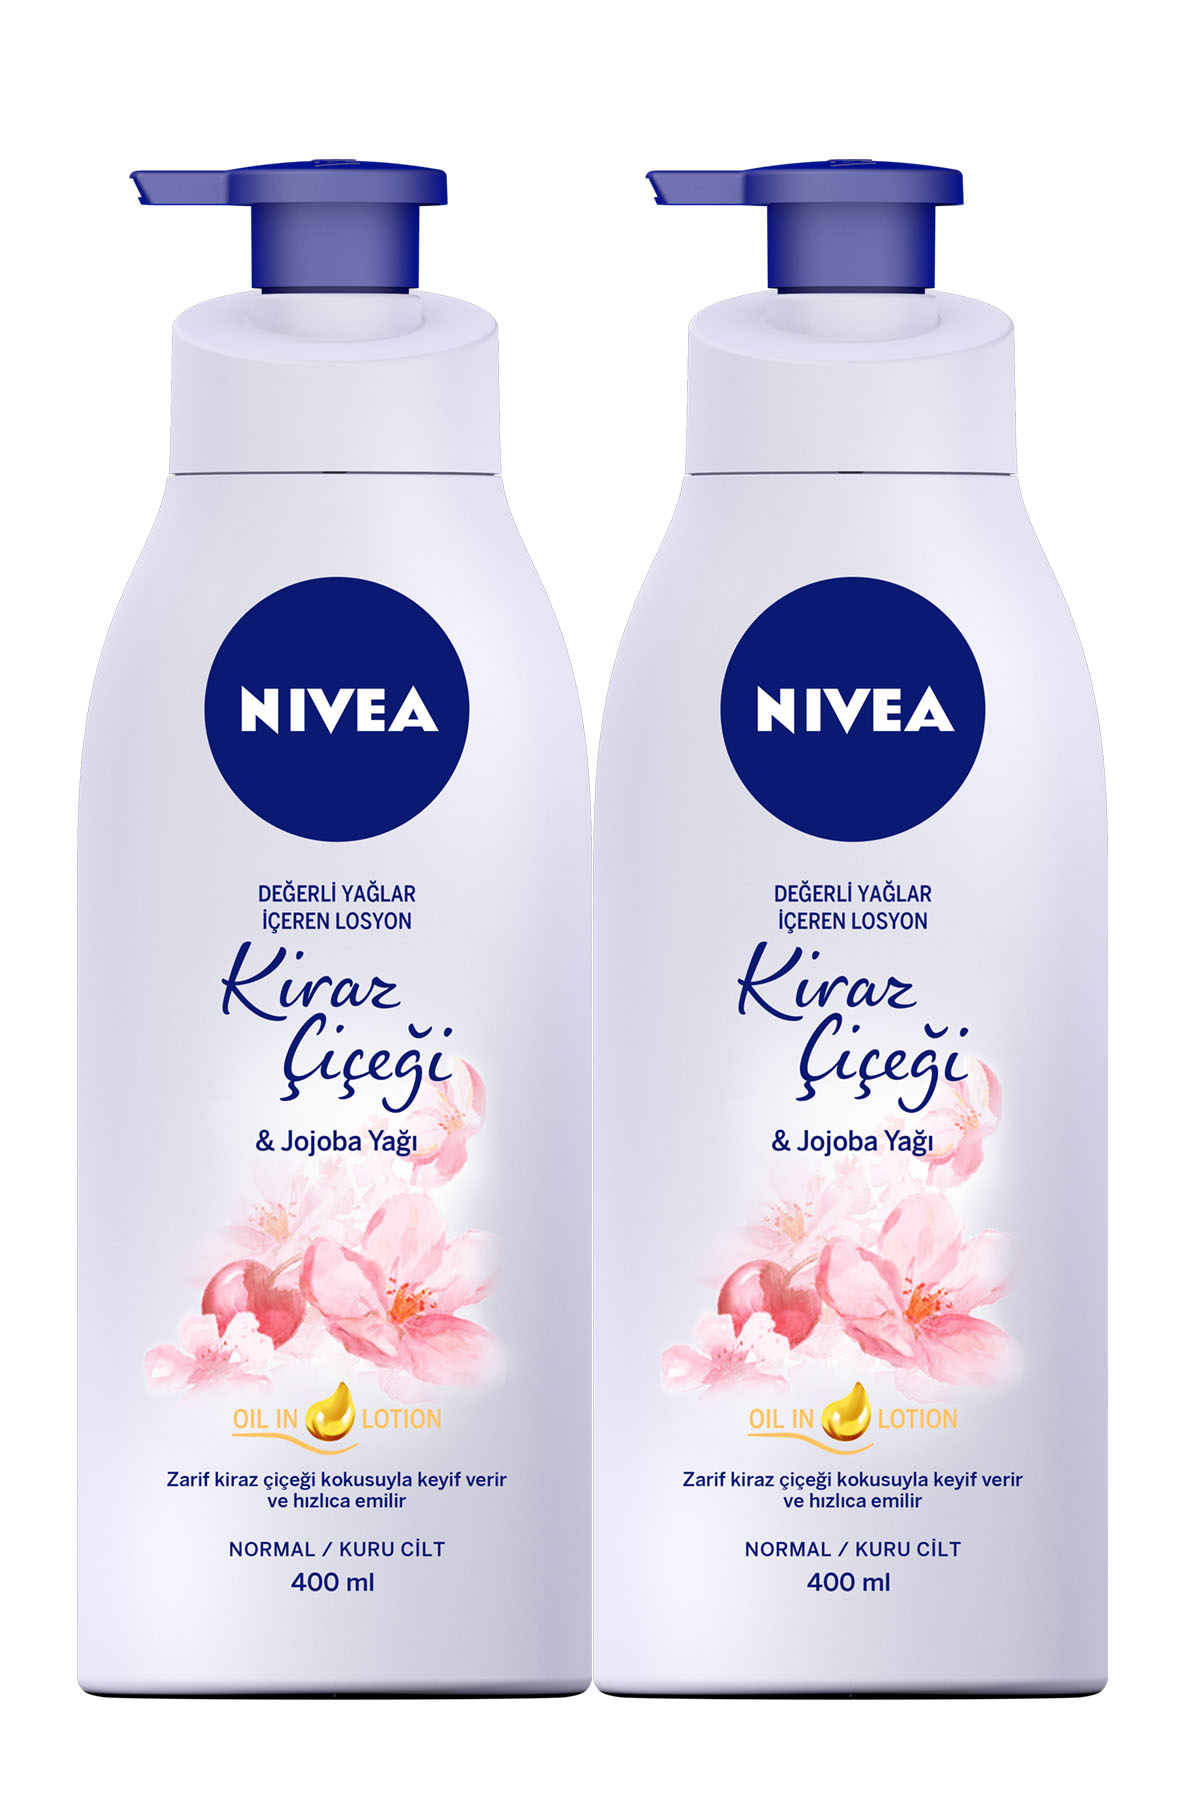 NIVEA
DEĞERLİ YAĞLAR
İÇEREN LOSYON
Kiraz
Çiçeği
& Jojoba Yağı
OIL IN LOTION
Zarif kiraz çiçeği kokusuyla keyif verir
ve hızlıca emilir
NORMAL / KURU CİLT
400 ml
NIVEA
DEĞERLİ YAĞLAR
İÇEREN LOSYON
Kiraz
Çiçeği
& Jojoba Yağı
OIL IN LOTION
Zarif kiraz çiçeği kokusuyla keyif verir
ve hızlıca emilir
NORMAL / KURU CİLT
400 ml